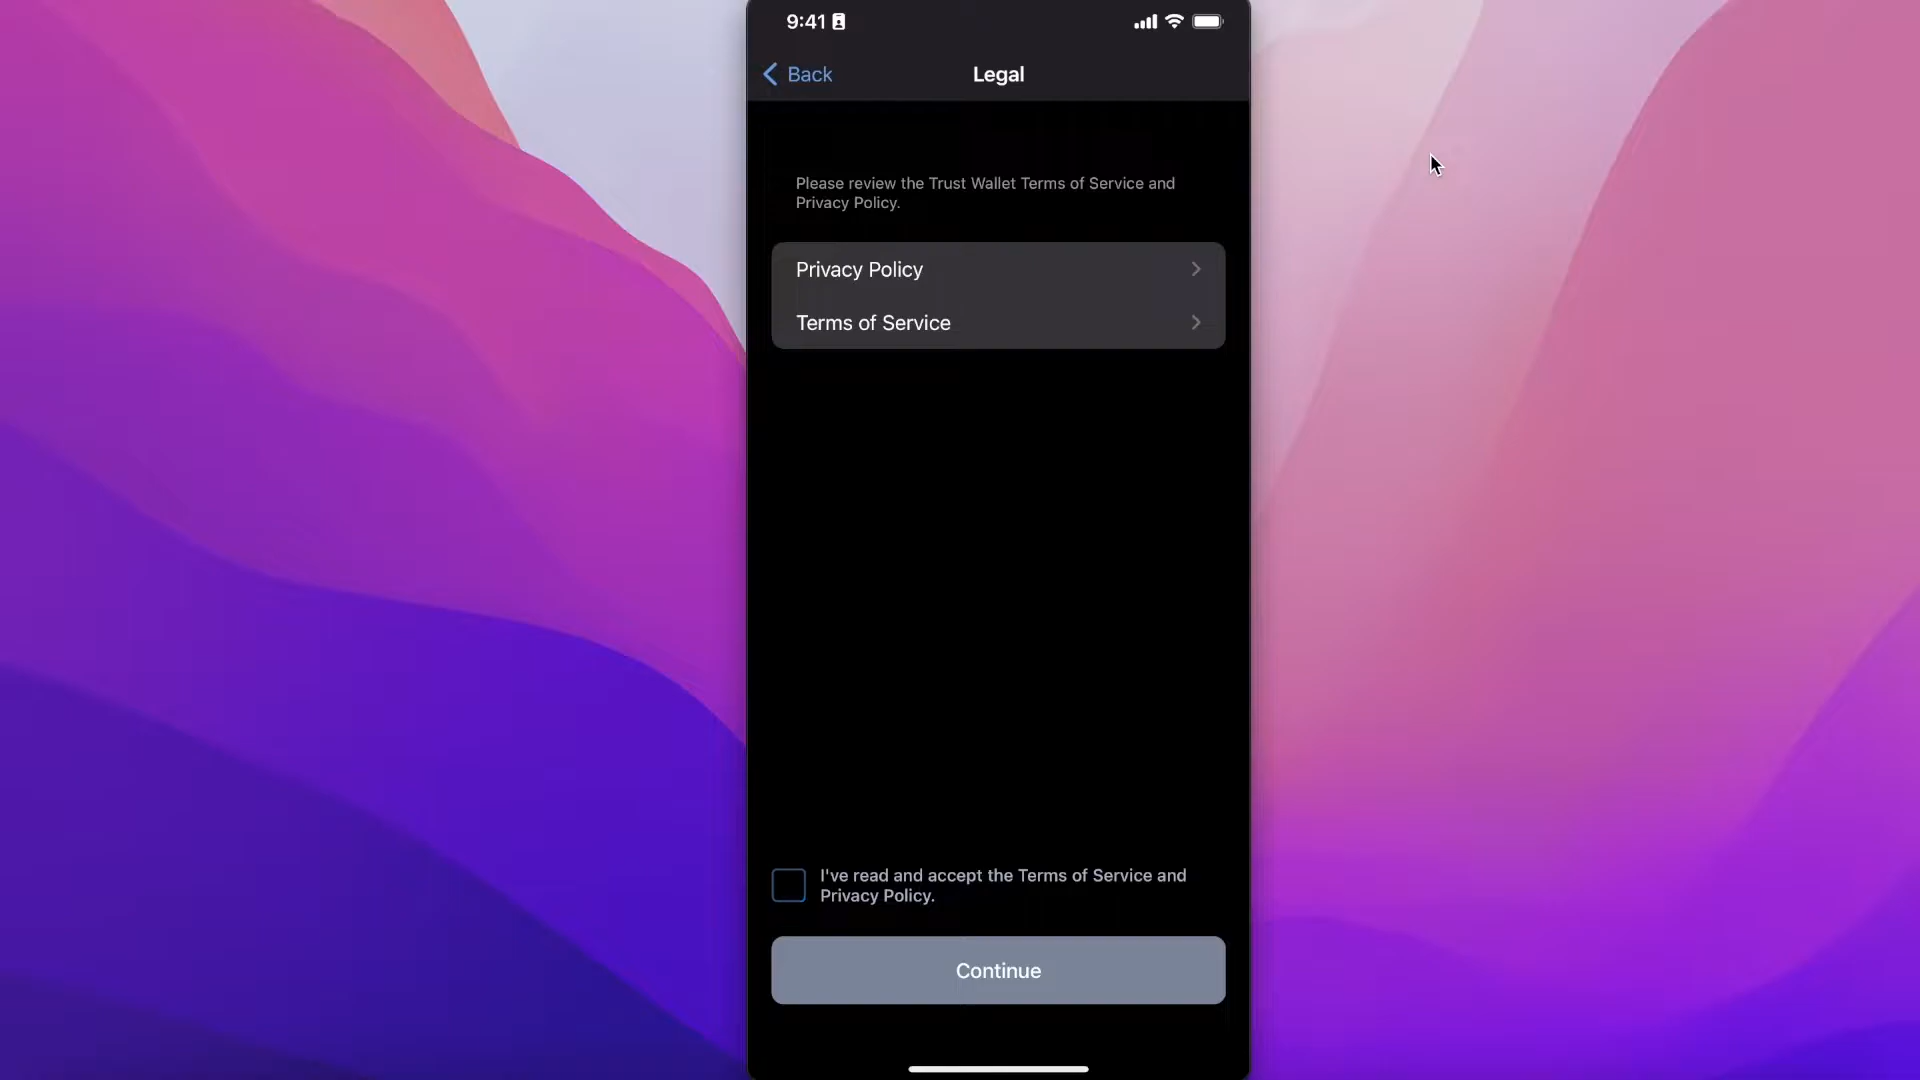 9:41
Back
Legal
Please review the Trust Wallet Terms of Service and
Privacy Policy.
Privacy Policy
Terms of Service
I've read and accept the Terms of Service and
Privacy Policy.
Continue